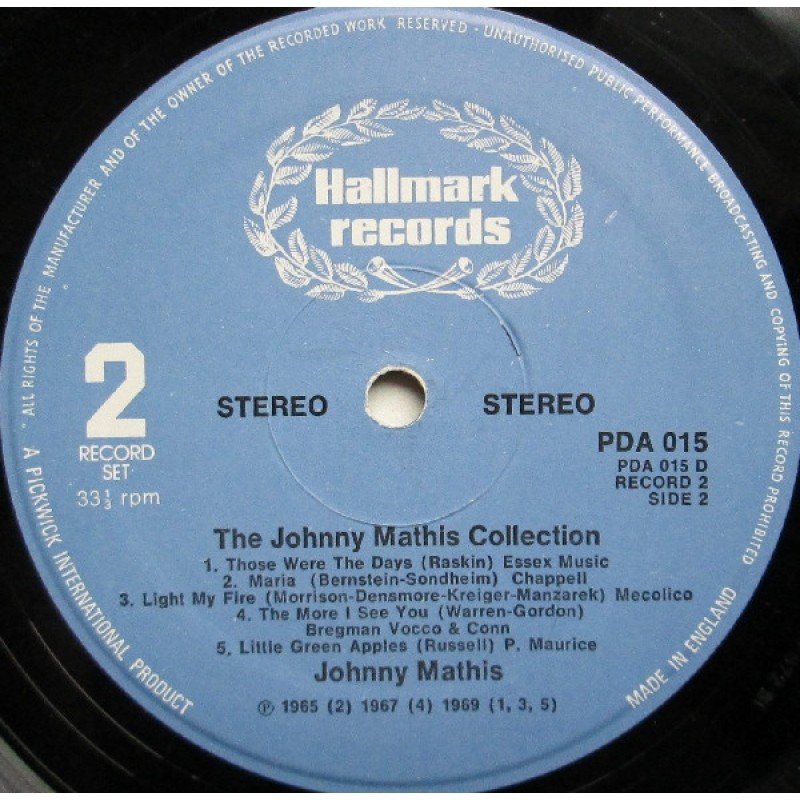 " ALL RIGHTS OF THE MANUFACTURER AND OF THE OWNER OF THE RECORDED WORK RESERVED - UNAUTHORISED PUBLIC PERFORMANCE BROADCASTING AND COPYING OF THIS RECORD PROHIBITED
Hallmark
records
2
RECORD
SET
33⅓ rpm
STEREO
STEREO
PDA 015
PDA 015 D
RECORD 2
SIDE 2
The Johnny Mathis Collection
1. Those Were The Days (Raskin) Essex Music
2. Maria (Bernstein-Sondheim) Chappell
3. Light My Fire (Morrison-Densmore-Kreiger-Manzarek) Mecolico
4. The More I See You (Warren-Gordon)
Bregman Vocco & Conn
5. Little Green Apples (Russell) P. Maurice
Johnny Mathis
Ⓟ 1965 (2) 1967 (4) 1969 (1, 3, 5)
A PICKWICK INTERNATIONAL PRODUCT
MADE IN ENGLAND